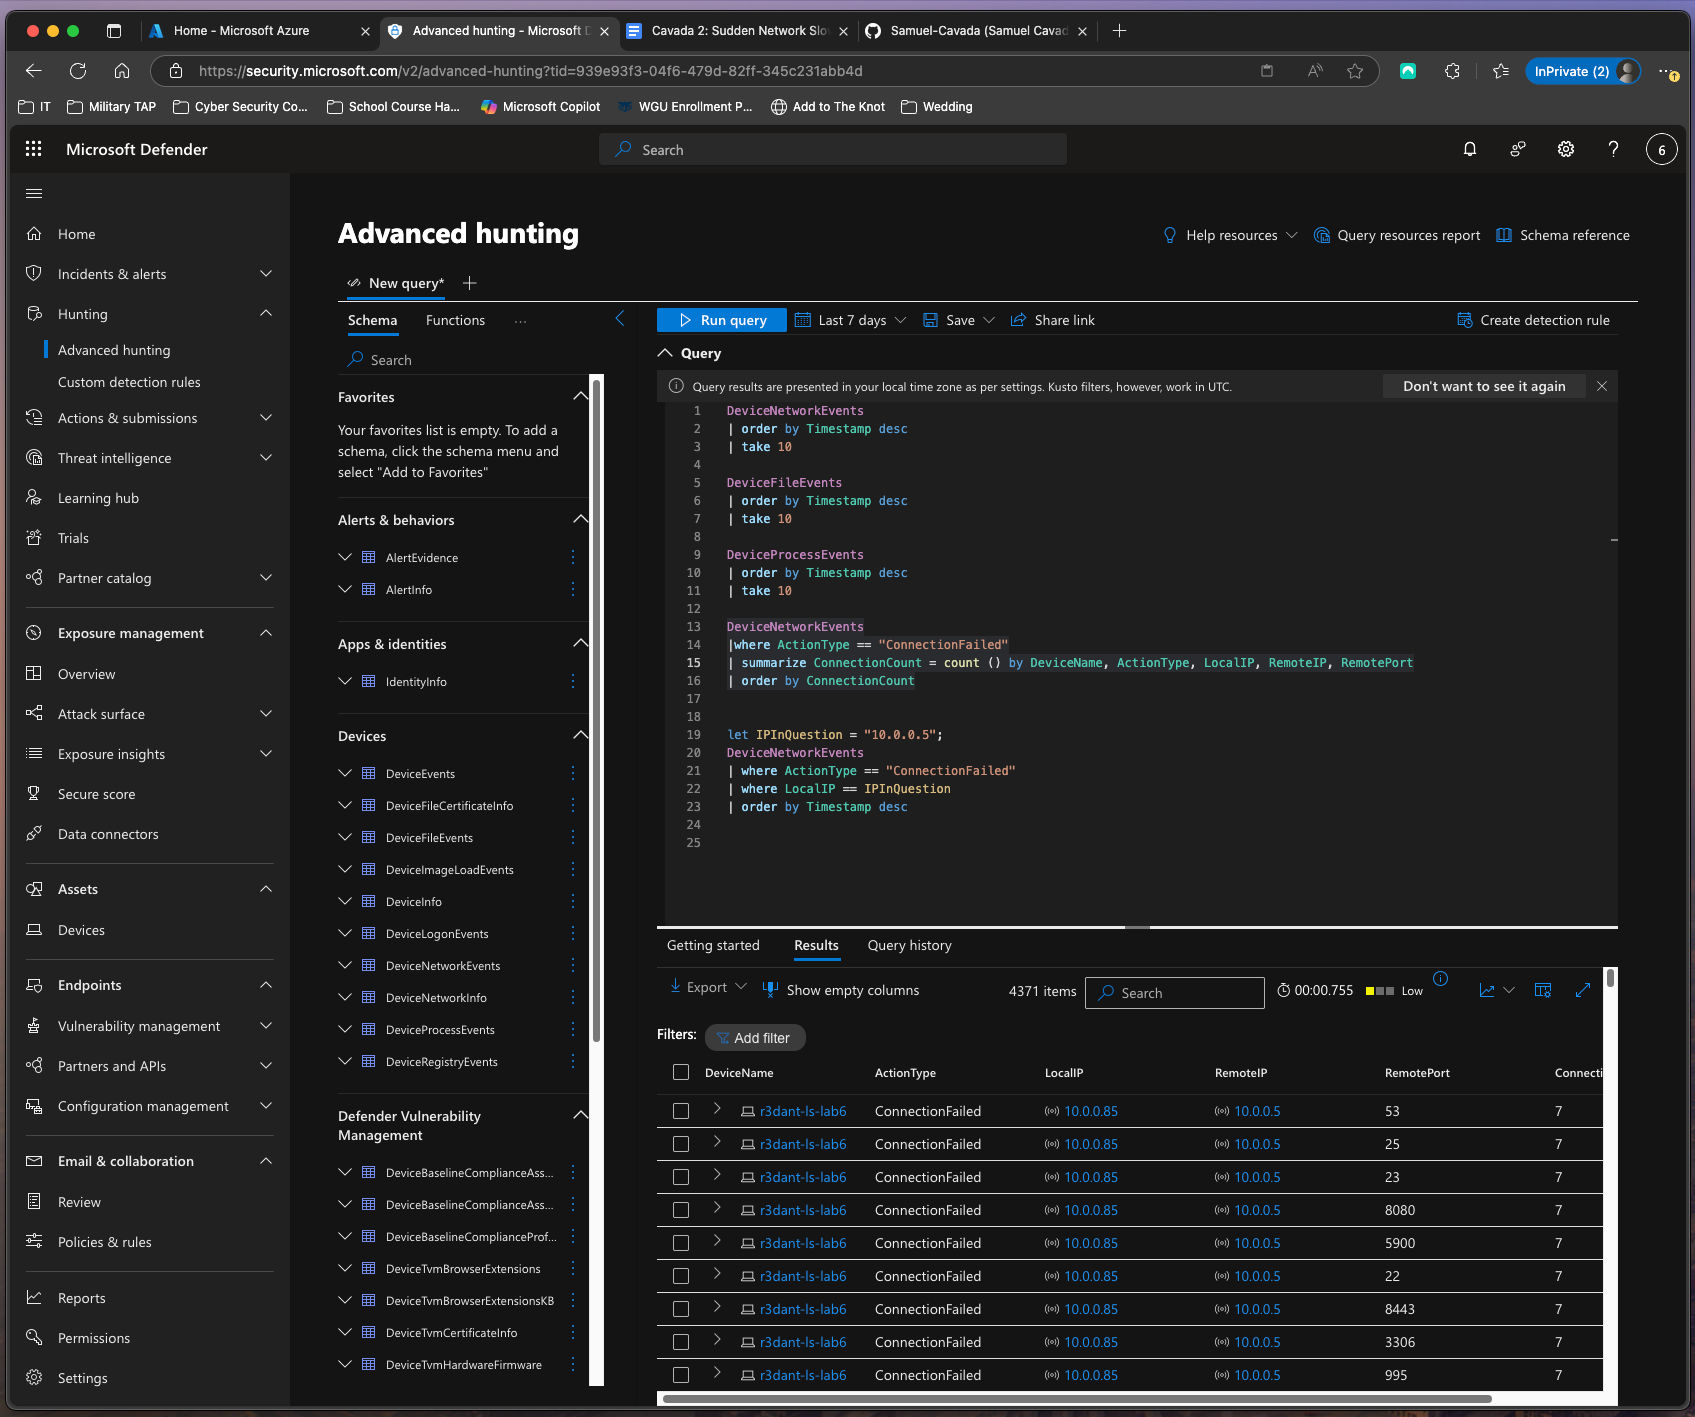 Home - Microsoft Azure
Advanced hunting - Microsoft D
Cavada 2: Sudden Network Slo
Samuel-Cavada (Samuel Cavad
https://security.microsoft.com/v2/advanced-hunting?tid=939e93f3-04f6-479d-82ff-345c231abb4d
InPrivate (2)
IT
Military TAP
Cyber Security Co...
School Course Ha...
Microsoft Copilot
WGU Enrollment P...
Add to The Knot
Wedding
Microsoft Defender
Search
6
Home
Incidents & alerts
Hunting
Advanced hunting
Custom detection rules
Actions & submissions
Threat intelligence
Learning hub
Trials
Partner catalog
Exposure management
Overview
Attack surface
Exposure insights
Secure score
Data connectors
Assets
Devices
Endpoints
Vulnerability management
Partners and APIs
Configuration management
Email & collaboration
Review
Policies & rules
Reports
Permissions
Settings
Advanced hunting
Help resources
Query resources report
Schema reference
New query*
Schema
Functions
...
Search
Favorites
Your favorites list is empty. To add a
schema, click the schema menu and
select "Add to Favorites"
Alerts & behaviors
AlertEvidence
AlertInfo
Apps & identities
IdentityInfo
Devices
DeviceEvents
DeviceFileCertificateInfo
DeviceFileEvents
DeviceImageLoadEvents
DeviceInfo
DeviceLogonEvents
DeviceNetworkEvents
DeviceNetworkInfo
DeviceProcessEvents
DeviceRegistryEvents
Defender Vulnerability
Management
DeviceBaselineComplianceAss...
DeviceBaselineComplianceAss...
DeviceBaselineComplianceProf...
DeviceTvmBrowserExtensions
DeviceTvmBrowserExtensionsKB
DeviceTvmCertificateInfo
DeviceTvmHardwareFirmware
Run query
Last 7 days
Save
Share link
Create detection rule
Query
Query results are presented in your local time zone as per settings. Kusto filters, however, work in UTC.
Don't want to see it again
1 DeviceNetworkEvents
2 | order by Timestamp desc
3 | take 10
4
5 DeviceFileEvents
6 | order by Timestamp desc
7 | take 10
8
9 DeviceProcessEvents
10 | order by Timestamp desc
11 | take 10
12
13 DeviceNetworkEvents
14 |where ActionType == "ConnectionFailed"
15 | summarize ConnectionCount = count () by DeviceName, ActionType, LocalIP, RemoteIP, RemotePort
16 | order by ConnectionCount
17
18
19 let IPInQuestion = "10.0.0.5";
20 DeviceNetworkEvents
21 | where ActionType == "ConnectionFailed"
22 | where LocalIP == IPInQuestion
23 | order by Timestamp desc
24
25
Getting started
Results
Query history
Export
Show empty columns
4371 items
Search
00:00.755
Low
Filters:
Add filter
DeviceName ActionType LocalIP RemoteIP RemotePort Connecti
r3dant-ls-lab6 ConnectionFailed 10.0.0.85 10.0.0.5 53 7
r3dant-ls-lab6 ConnectionFailed 10.0.0.85 10.0.0.5 25 7
r3dant-ls-lab6 ConnectionFailed 10.0.0.85 10.0.0.5 23 7
r3dant-ls-lab6 ConnectionFailed 10.0.0.85 10.0.0.5 8080 7
r3dant-ls-lab6 ConnectionFailed 10.0.0.85 10.0.0.5 5900 7
r3dant-ls-lab6 ConnectionFailed 10.0.0.85 10.0.0.5 22 7
r3dant-ls-lab6 ConnectionFailed 10.0.0.85 10.0.0.5 8443 7
r3dant-ls-lab6 ConnectionFailed 10.0.0.85 10.0.0.5 3306 7
r3dant-ls-lab6 ConnectionFailed 10.0.0.85 10.0.0.5 995 7